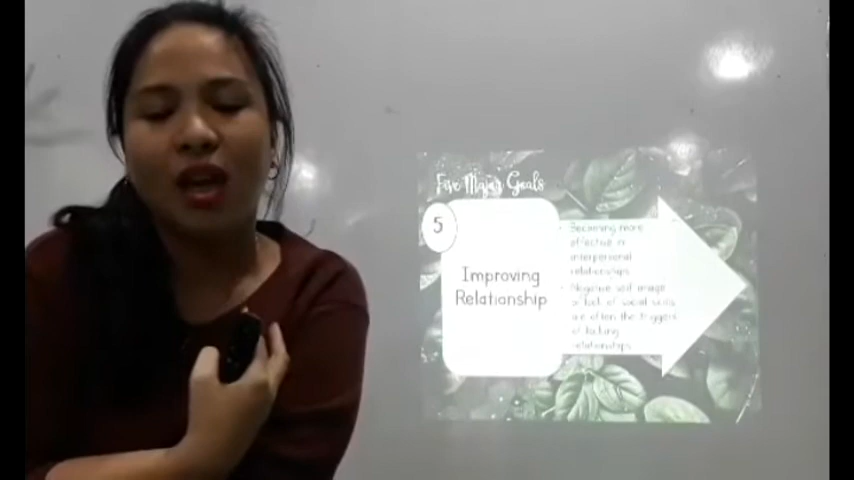 Five Major Goals
5
Improving
Relationship
• Becoming more
effective in
interpersonal
relationships.
• Negative self image
or lack of social skills
are often the triggers
of lacking
relationships.